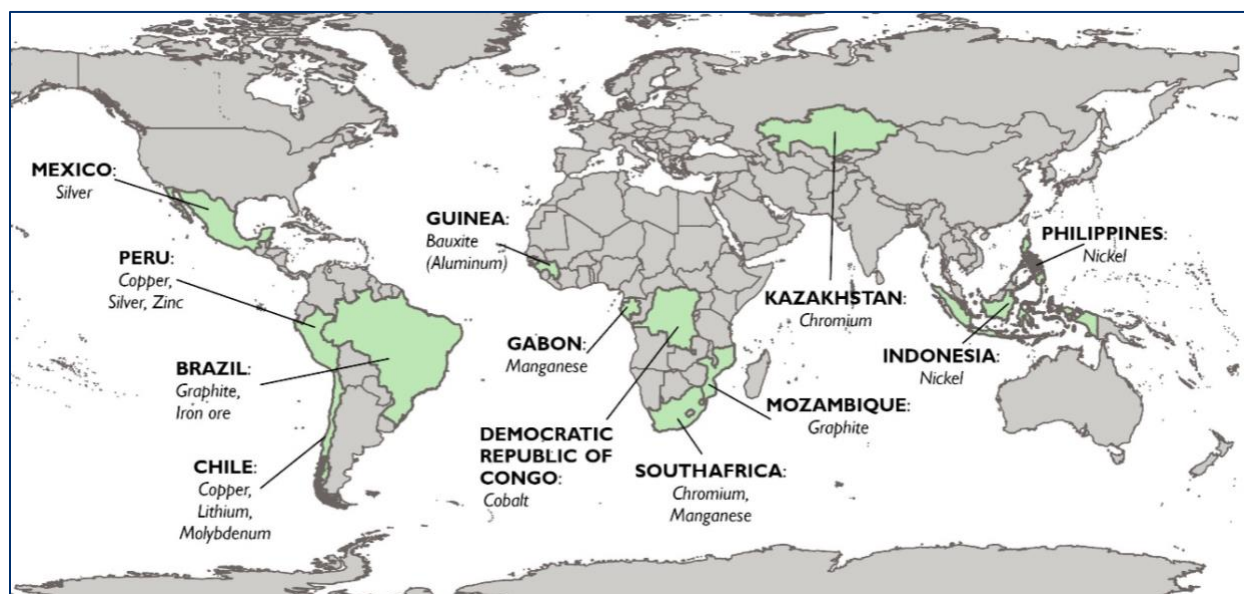 MEXICO:
Silver
PERU:
Copper,
Silver, Zinc
BRAZIL:
Graphite,
Iron ore
CHILE:
Copper,
Lithium,
Molybdenum
GUINEA:
Bauxite
(Aluminum)
GABON:
Manganese
DEMOCRATIC
REPUBLIC OF
CONGO:
Cobalt
SOUTHAFRICA:
Chromium,
Manganese
MOZAMBIQUE:
Graphite
KAZAKHSTAN:
Chromium
PHILIPPINES:
Nickel
INDONESIA:
Nickel